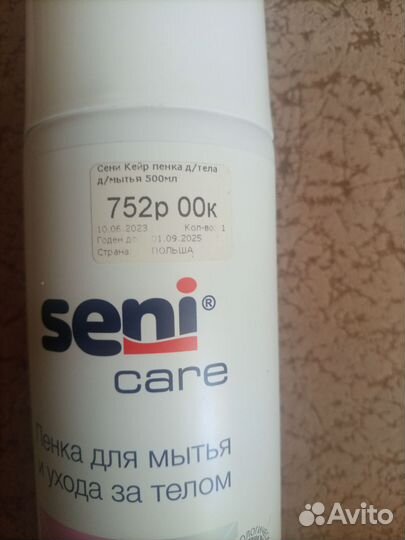 Сени Кейр пенка д/тела
д/мытья 500мл
752р 00к
10.06.2023 Кол-во: 1
Годен до: 01.09.2025
Страна: ПОЛЬША
seni®
care
Пенка для мытья
и ухода за телом
Avito